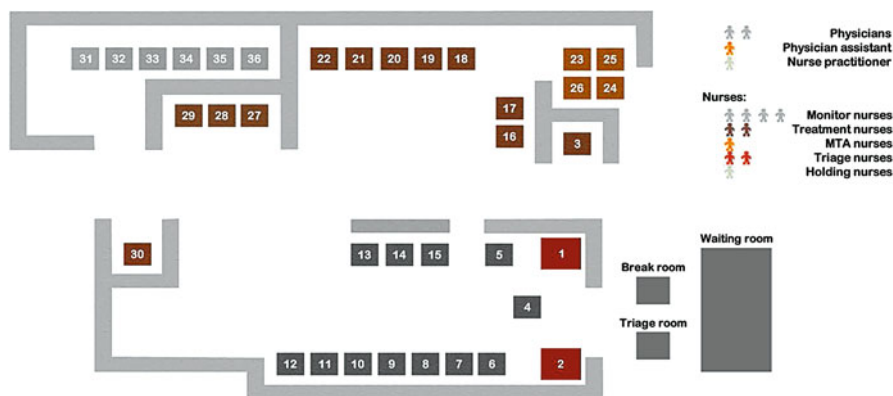 Physicians
Physician assistant
Nurse practitioner
Nurses:
Monitor nurses
Treatment nurses
MTA nurses
Triage nurses
Holding nurses
31 32 33 34 35 36
22 21 20 19 18
23 25
26 24
29 28 27
17
16
3
30
13 14 15
5
1
4
12 11 10 9 8 7 6
2
Break room
Triage room
Waiting room